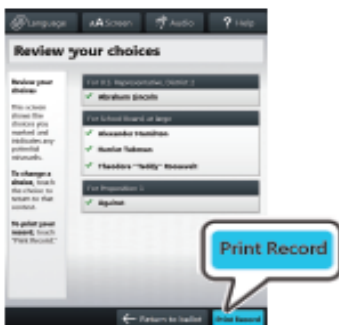 Language
AA Screen
Audio
? Help
Review your choices
Review your
choices
This screen
shows the
choices you
marked and
indicates any
potential
To change a
choice, touch
the choice to
return to that
contest.
To print your
record, touch
"Print Record."
For U.S. Representative, District 2
Abraham Lincoln
For School Board, at large
Alexander Hamilton
Harriet Tubman
Theodore "Teddy" Roosevelt
For Proposition 1
Against
Print Record
← Return to ballot
Print Record